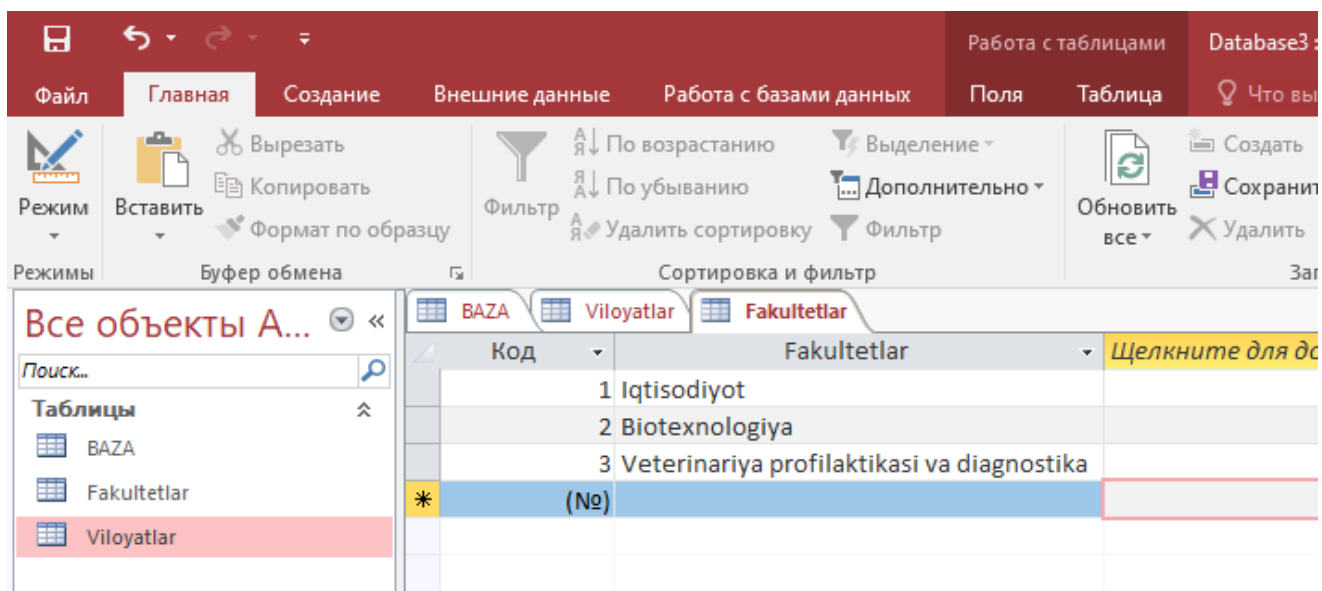 Работа с таблицами Database3 :
Файл Главная Создание Внешние данные Работа с базами данных Поля Таблица Что вы
Вырезать По возрастанию Выделение Создать
Копировать По убыванию Дополнительно Сохранит
Режим Вставить Формат по образцу Фильтр Удалить сортировку Фильтр Обновить все Удалить
Режимы Буфер обмена Сортировка и фильтр Зап
Все объекты А... «
BAZA Viloyatlar Fakultetlar
Поиск...
Код Fakultetlar Щелкните для до
Таблицы
1 Iqtisodiyot
BAZA
2 Biotexnologiya
3 Veterinariya profilaktikasi va diagnostika
Fakultetlar
(№)
Viloyatlar